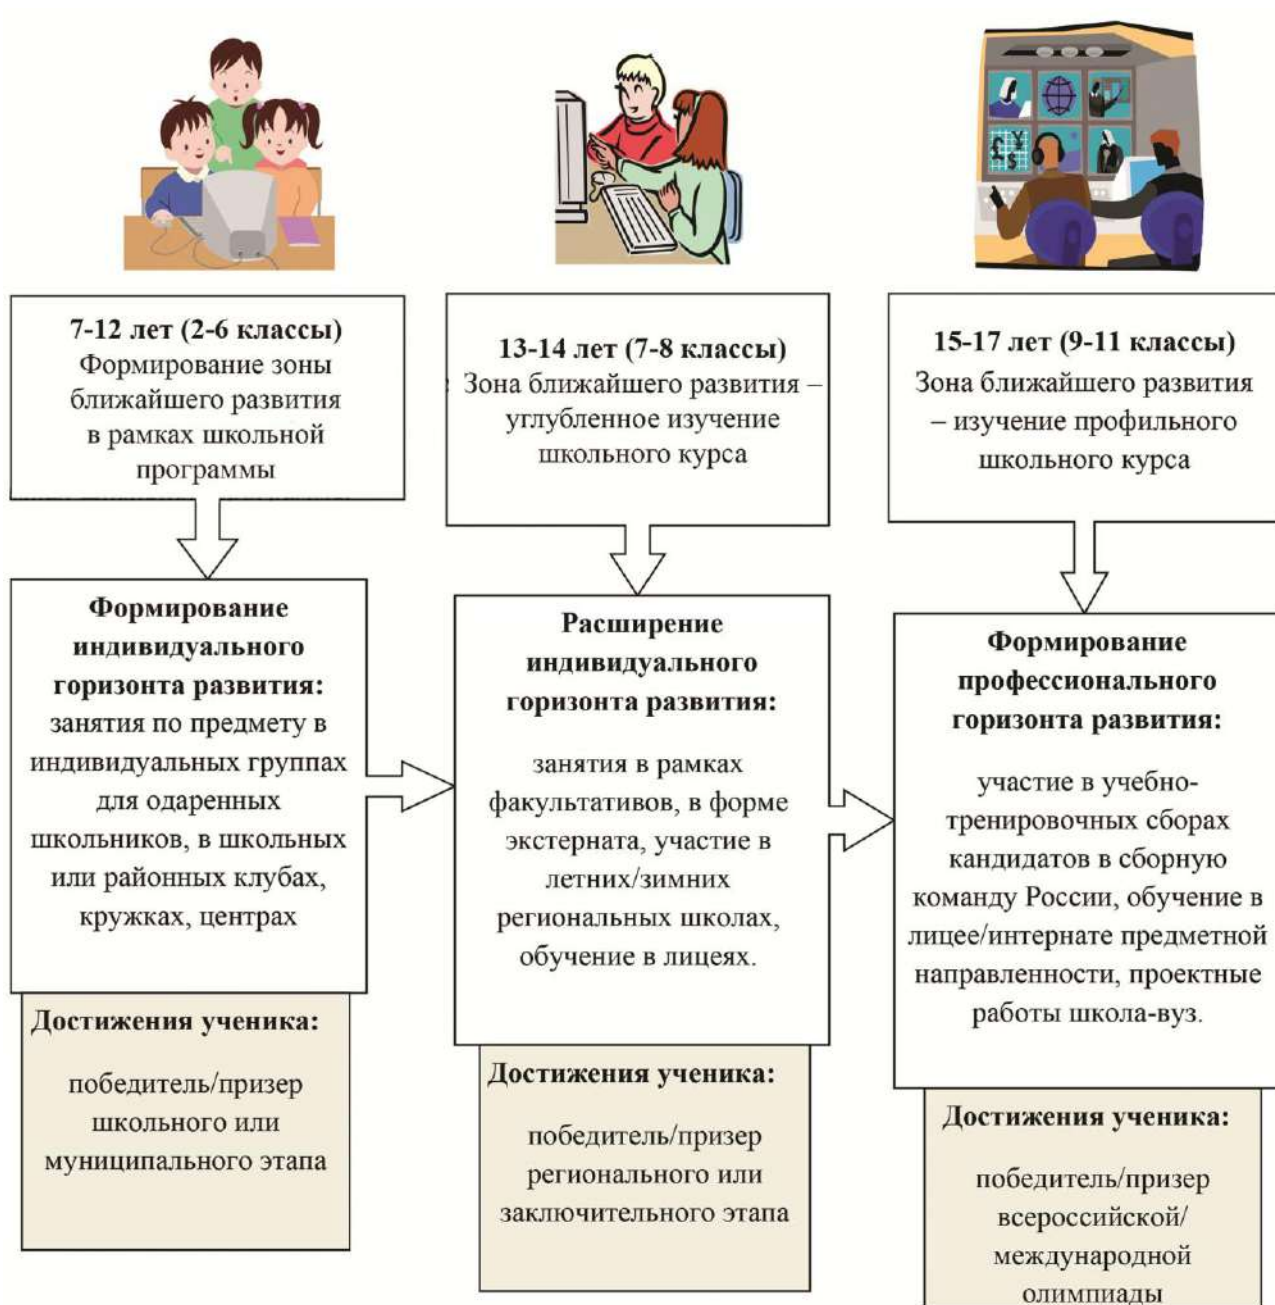 7-12 лет (2-6 классы)
Формирование зоны
ближайшего развития
в рамках школьной
программы
13-14 лет (7-8 классы)
: Зона ближайшего развития –
углубленное изучение
школьного курса
15-17 лет (9-11 классы)
Зона ближайшего развития
– изучение профильного
школьного курса
Формирование
индивидуального
горизонта развития:
занятия по предмету в
индивидуальных группах
для одаренных
школьников, в школьных
или районных клубах,
кружках, центрах
Расширение
индивидуального
горизонта развития:
занятия в рамках
факультативов, в форме
экстерната, участие в
летних/зимних
региональных школах,
обучение в лицеях.
Формирование
профессионального
горизонта развития:
участие в учебно-
тренировочных сборах
кандидатов в сборную
команду России, обучение в
лицее/интернате предметной
направленности, проектные
работы школа-вуз.
Достижения ученика:
победитель/призер
школьного или
муниципального этапа
Достижения ученика:
победитель/призер
регионального или
заключительного этапа
Достижения ученика:
победитель/призер
всероссийской/
международной
олимпиады